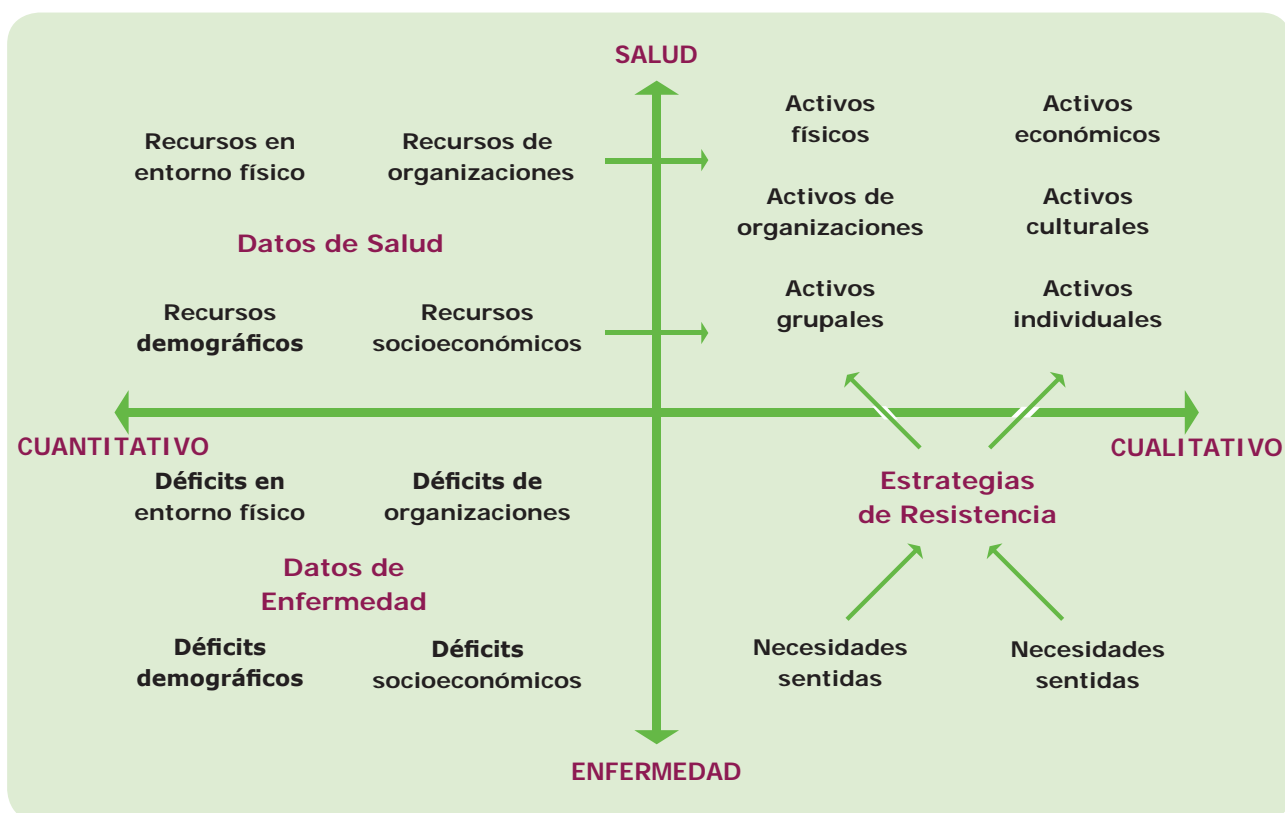 SALUD
Recursos en
entorno físico
Recursos de
organizaciones
Activos
físicos
Activos
económicos
Datos de Salud
Activos de
organizaciones
Activos
culturales
Recursos
demográficos
Recursos
socioeconómicos
Activos
grupales
Activos
individuales
CUANTITATIVO
CUALITATIVO
Déficits en
entorno físico
Déficits de
organizaciones
Estrategias
de Resistencia
Datos de
Enfermedad
Déficits
demográficos
Déficits
socioeconómicos
Necesidades
sentidas
Necesidades
sentidas
ENFERMEDAD